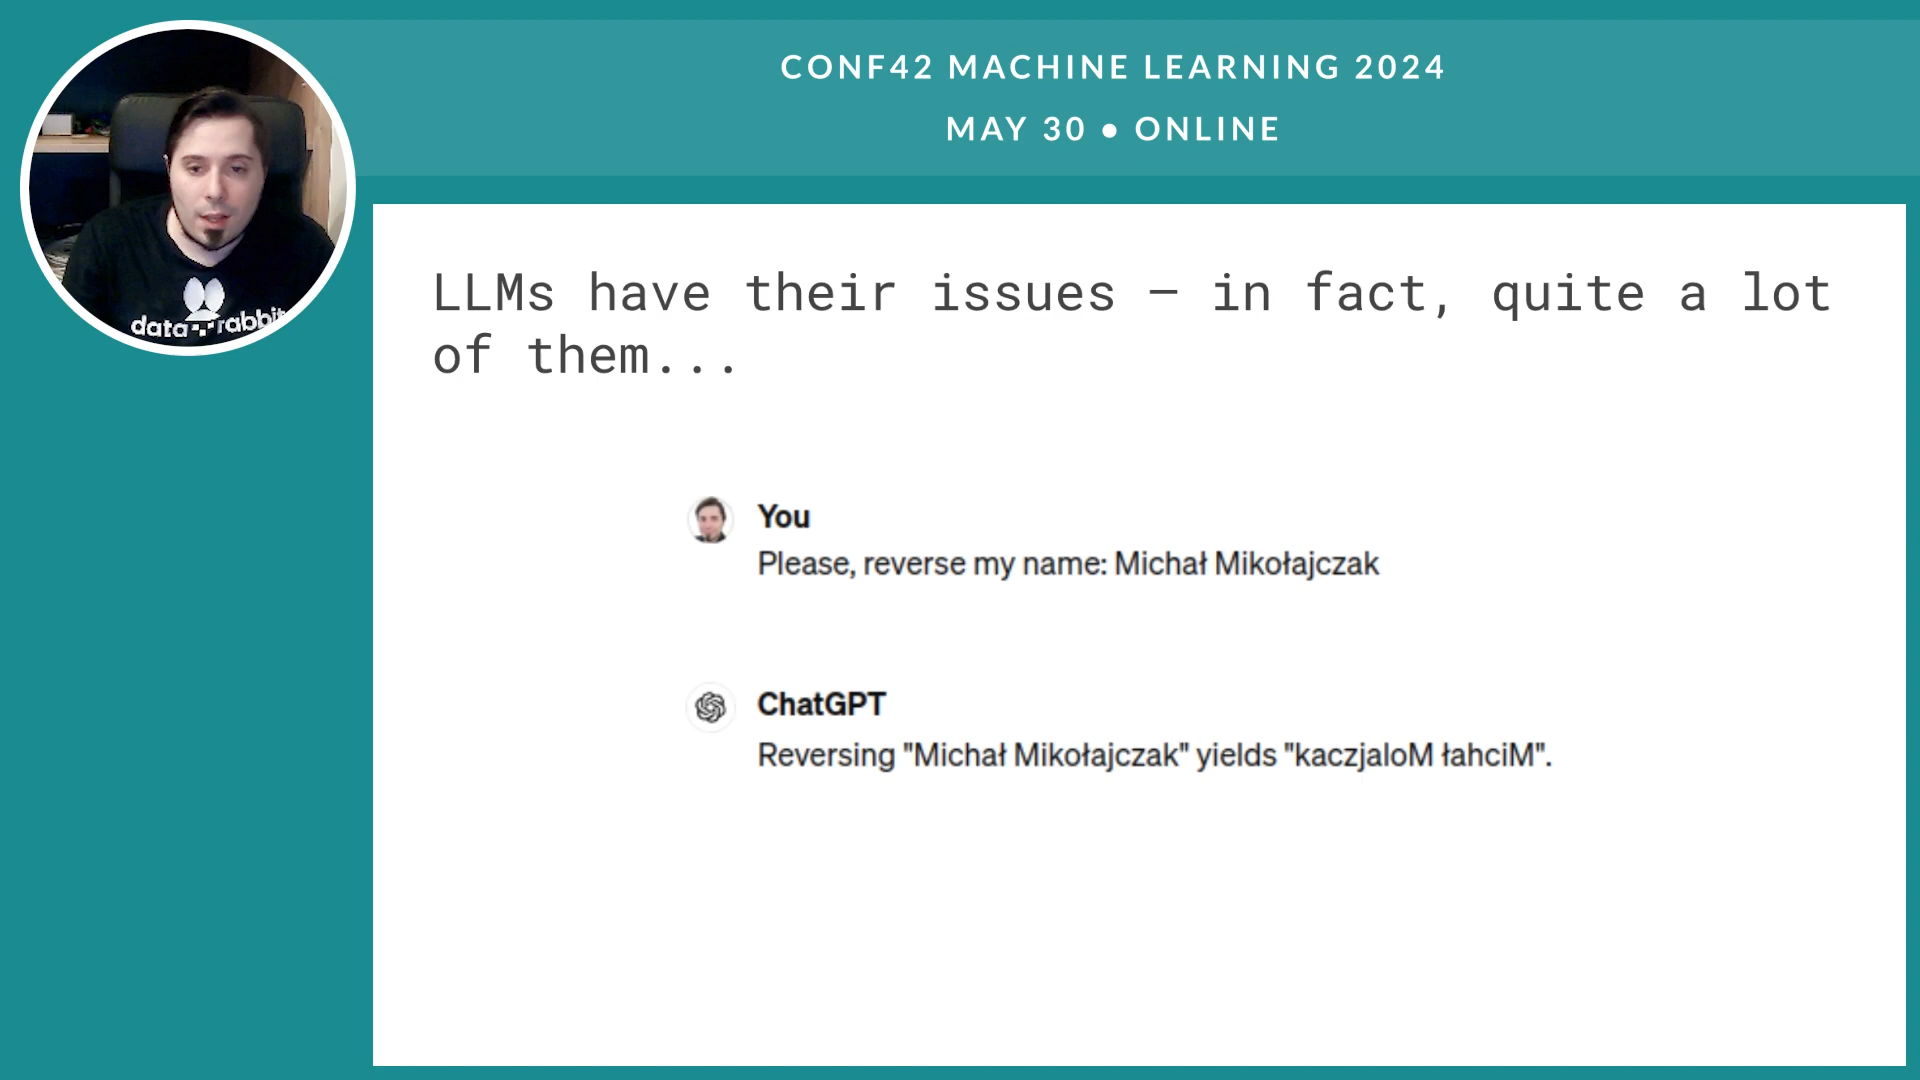 CONF42 MACHINE LEARNING 2024
MAY 30 ● ONLINE
data rabbit
LLMs have their issues – in fact, quite a lot
of them...
You
Please, reverse my name: Michał Mikołajczak
ChatGPT
Reversing "Michał Mikołajczak" yields "kaczjaloM łahciM".